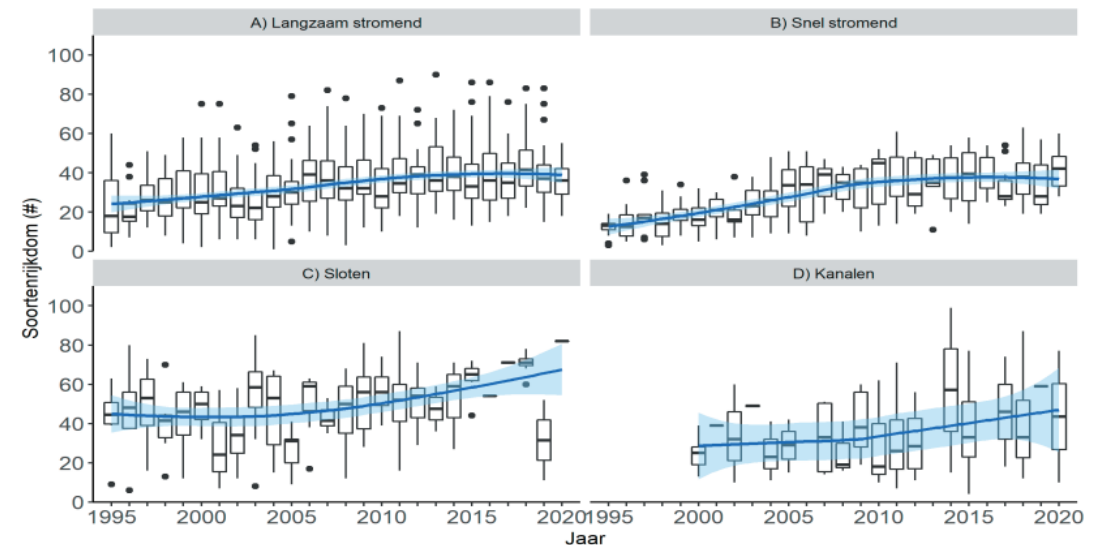 A) Langzaam stromend
B) Snel stromend
100
80
60
40
20
0
C) Sloten
D) Kanalen
100
80
60
40
20
0
Soortenrijkdom (#)
1995 2000 2005 2010 2015 2020
1995 2000 2005 2010 2015 2020
Jaar